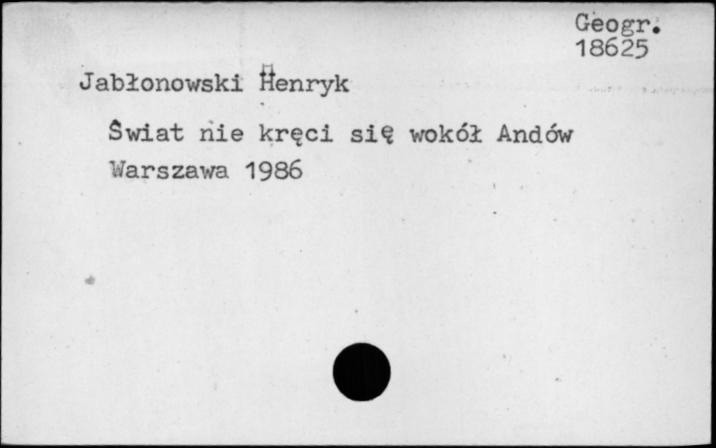 Geogr.
18625
Jabłonowski Henryk
Świat nie kręci się wokół Andów
Warszawa 1986